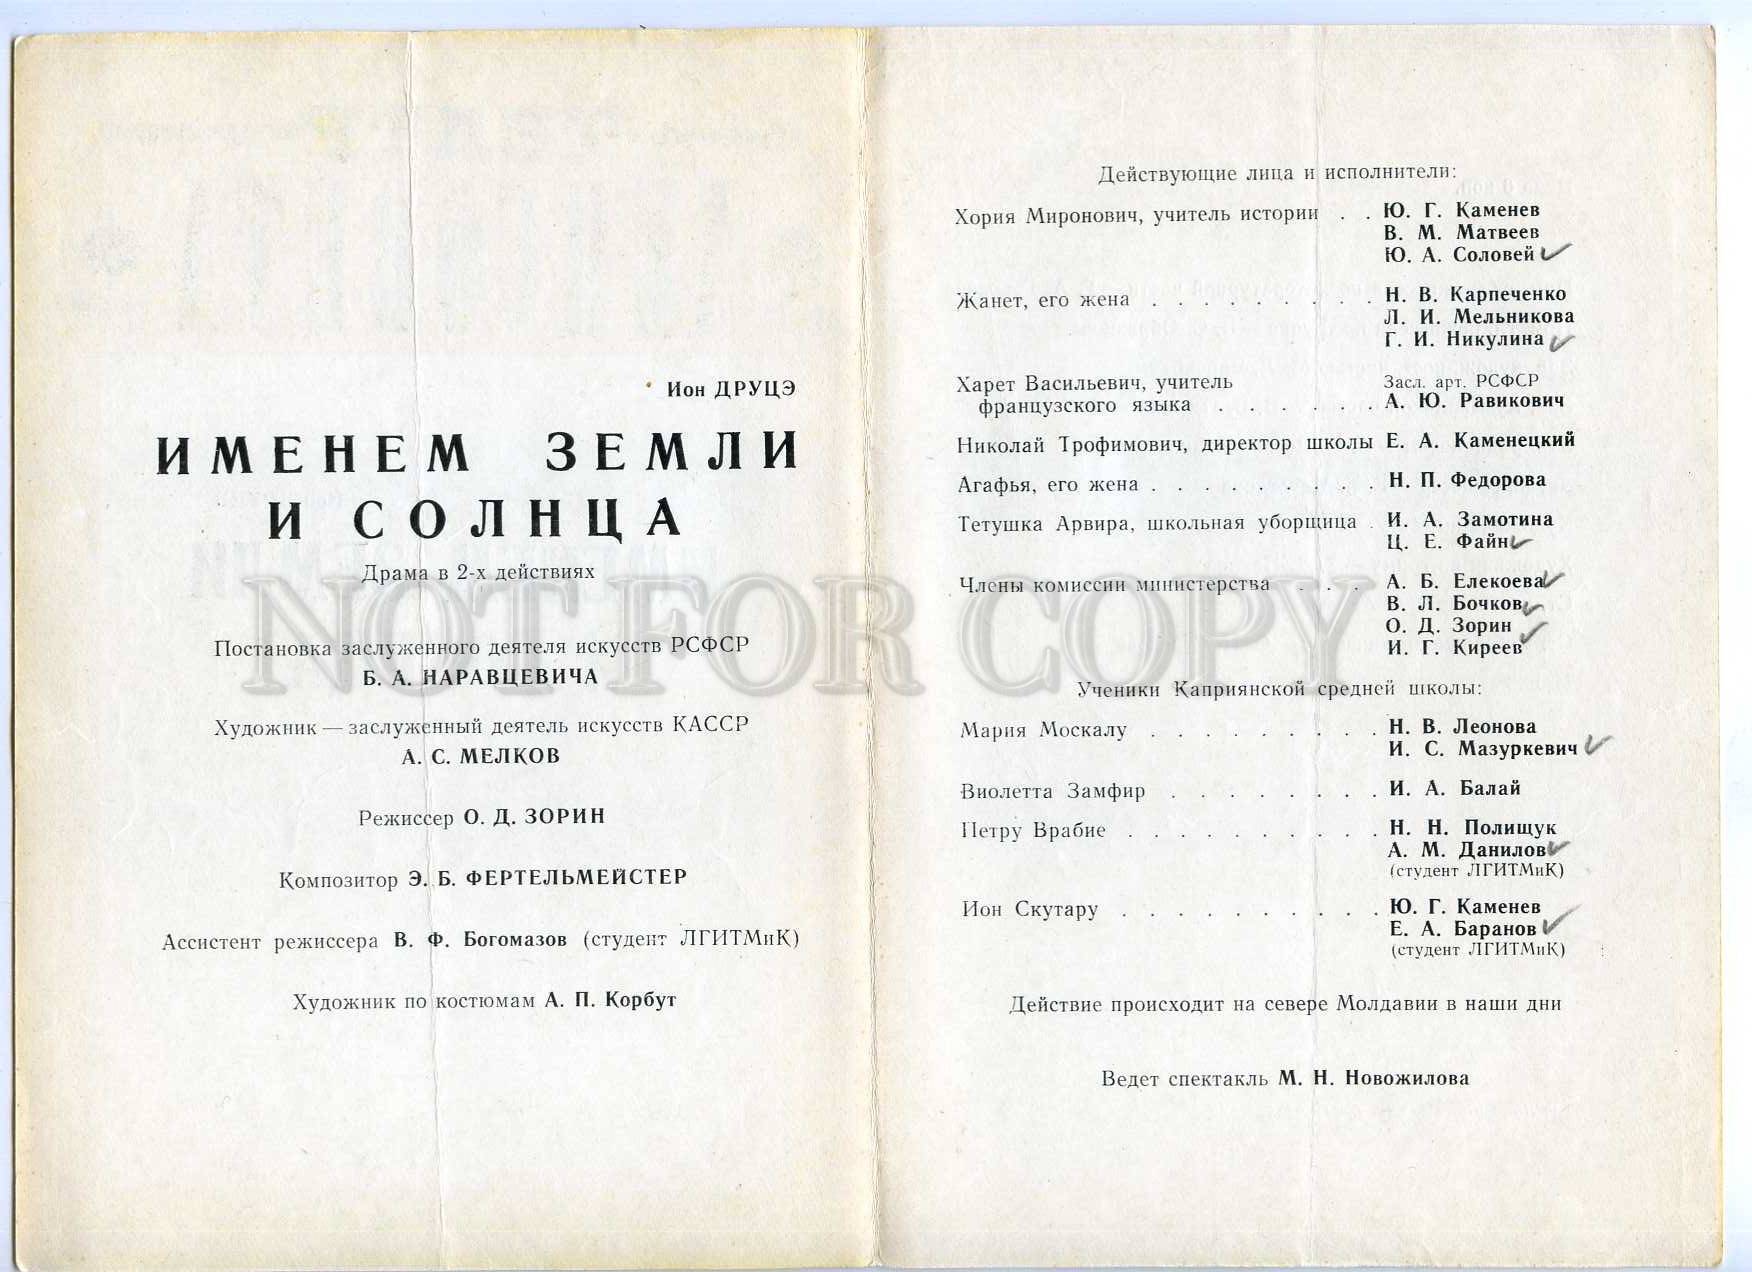 Ион ДРУЦЭ
ИМЕНЕМ ЗЕМЛИ
И СОЛНЦА
Драма в 2-х действиях
Постановка заслуженного деятеля искусств РСФСР
Б. А. НАРАВЦЕВИЧА
Художник — заслуженный деятель искусств КАССР
А. С. МЕЛКОВ
Режиссер О. Д. ЗОРИН
Композитор Э. Б. ФЕРТЕЛЬМЕЙСТЕР
Ассистент режиссера В. Ф. Богомазов (студент ЛГИТМиК)
Художник по костюмам А. П. Корбут
Действующие лица и исполнители:
Хория Миронович, учитель истории . . Ю. Г. Каменев
В. М. Матвеев
Ю. А. Соловей
Жанет, его жена . . . . . . . . . Н. В. Карпеченко
Л. И. Мельникова
Г. И. Никулина
Харет Васильевич, учитель Засл. арт. РСФСР
французского языка . . . . . . А. Ю. Равикович
Николай Трофимович, директор школы Е. А. Каменецкий
Агафья, его жена . . . . . . . . . Н. П. Федорова
Тетушка Арвира, школьная уборщица . И. А. Замотина
Ц. Е. Файн
Члены комиссии министерства . . . А. Б. Елекоева
В. Л. Бочков
О. Д. Зорин
И. Г. Киреев
Ученики Каприянской средней школы:
Мария Москалу . . . . . . . . . Н. В. Леонова
И. С. Мазуркевич
Виолетта Замфир . . . . . . . . И. А. Балай
Петру Врабие . . . . . . . . . . Н. Н. Полищук
А. М. Данилов
(студент ЛГИТМиК)
Ион Скутару . . . . . . . . . . Ю. Г. Каменев
Е. А. Баранов
(студент ЛГИТМиК)
Действие происходит на севере Молдавии в наши дни
Ведет спектакль М. Н. Новожилова
NOT FOR COPY